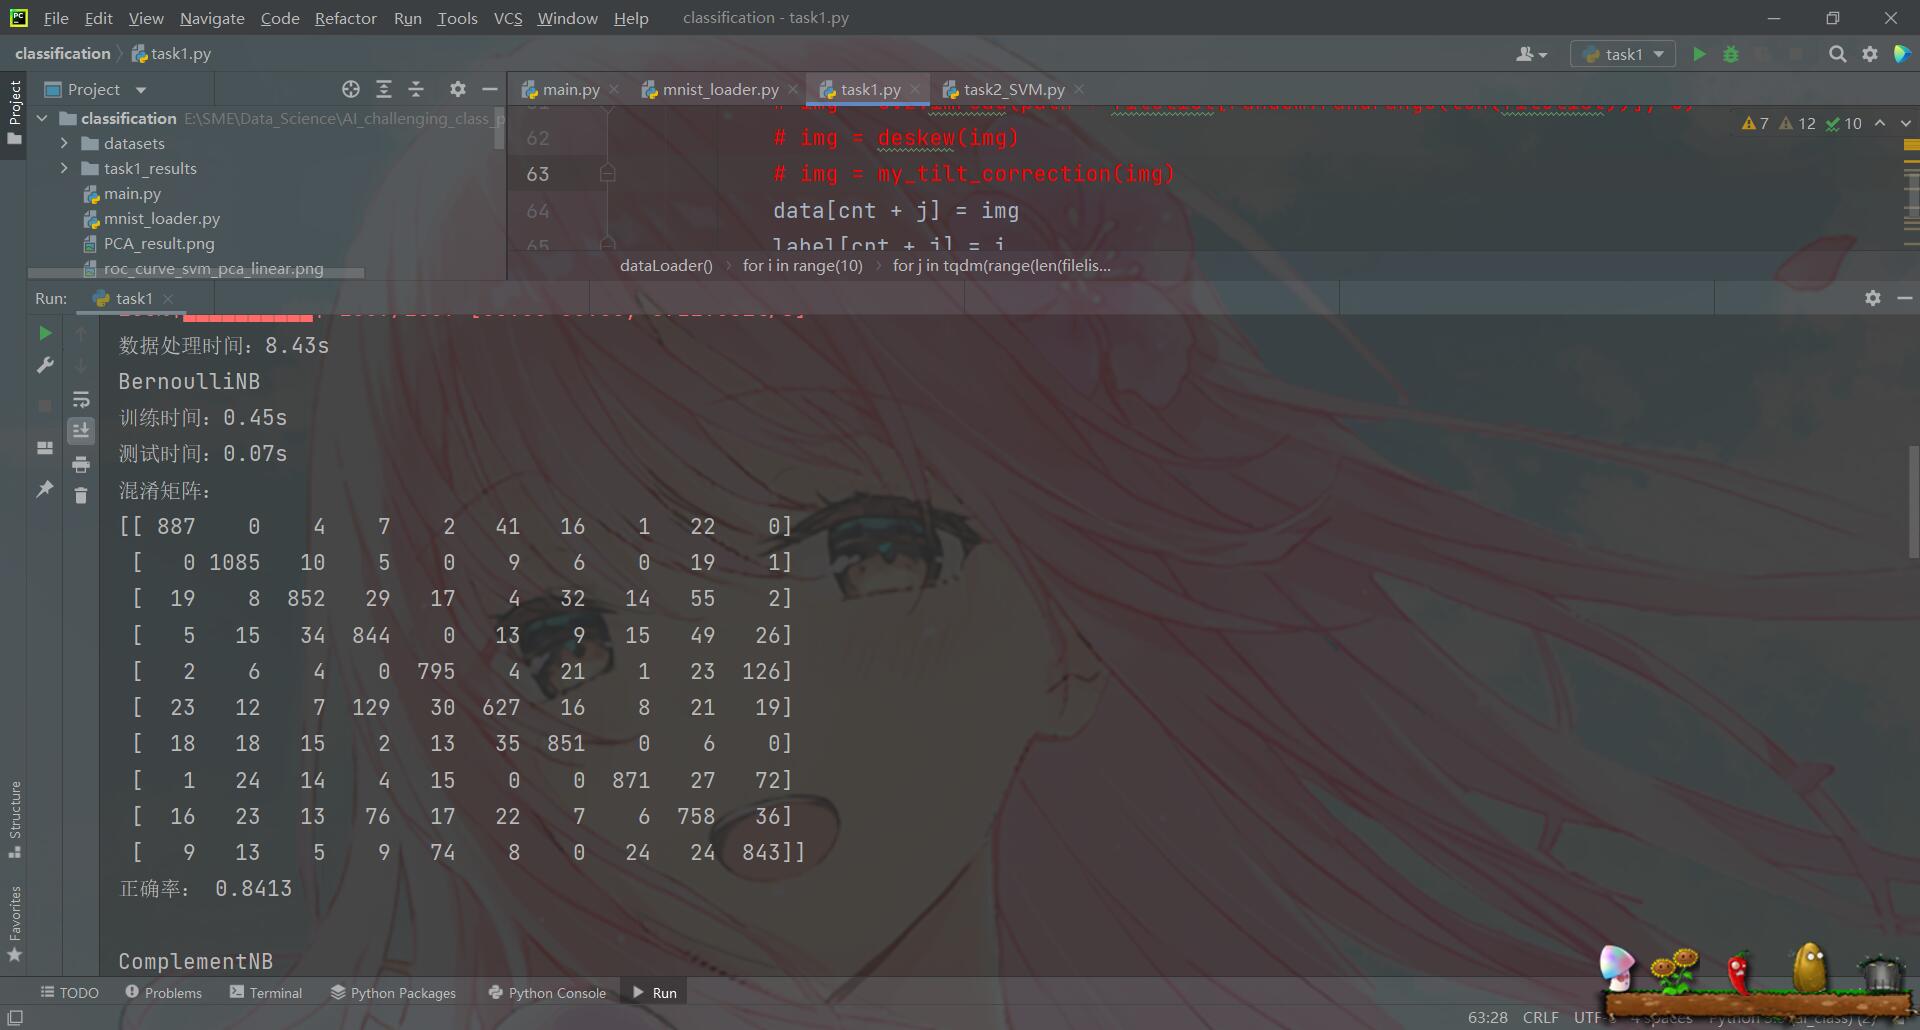 File Edit View Navigate Code Refactor Run Tools VCS Window Help classification - task1.py
classification task1.py
task1
Project
Project
main.py
mnist_loader.py
task1.py
task2_SVM.py
classification E:\SME\Data_Science\AI_challenging_class_p
datasets
task1_results
main.py
mnist_loader.py
PCA_result.png
roc_curve_svm_pca_linear.png
7 12 10
62 # img = deskew(img)
63 # img = my_tilt_correction(img)
64 data[cnt + j] = img
65 label[cnt + j] = i
dataLoader() for i in range(10) for j in tqdm(range(len(filelis...
Run: task1
数据处理时间：8.43s
BernoulliNB
训练时间：0.45s
测试时间：0.07s
混淆矩阵：
[[ 887 0 4 7 2 41 16 1 22 0]
[ 0 1085 10 5 0 9 6 0 19 1]
[ 19 8 852 29 17 4 32 14 55 2]
[ 5 15 34 844 0 13 9 15 49 26]
[ 2 6 4 0 795 4 21 1 23 126]
[ 23 12 7 129 30 627 16 8 21 19]
[ 18 18 15 2 13 35 851 0 6 0]
[ 1 24 14 4 15 0 0 871 27 72]
[ 16 23 13 76 17 22 7 6 758 36]
[ 9 13 5 9 74 8 0 24 24 843]]
正确率： 0.8413
ComplementNB
Structure
Favorites
TODO Problems Terminal Python Packages Python Console Run
63:28 CRLF UTF-